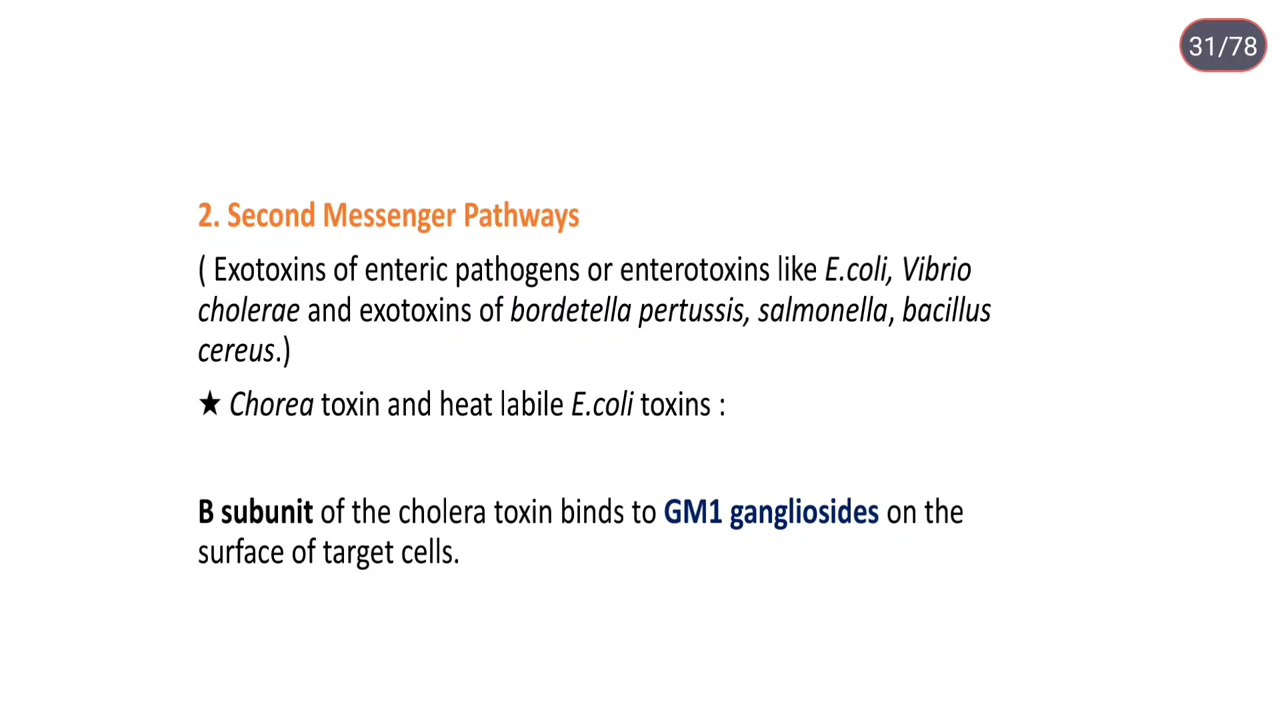 31/78
2. Second Messenger Pathways
( Exotoxins of enteric pathogens or enterotoxins like E.coli, Vibrio
cholerae and exotoxins of bordetella pertussis, salmonella, bacillus
cereus.)
★ Chorea toxin and heat labile E.coli toxins :
B subunit of the cholera toxin binds to GM1 gangliosides on the
surface of target cells.